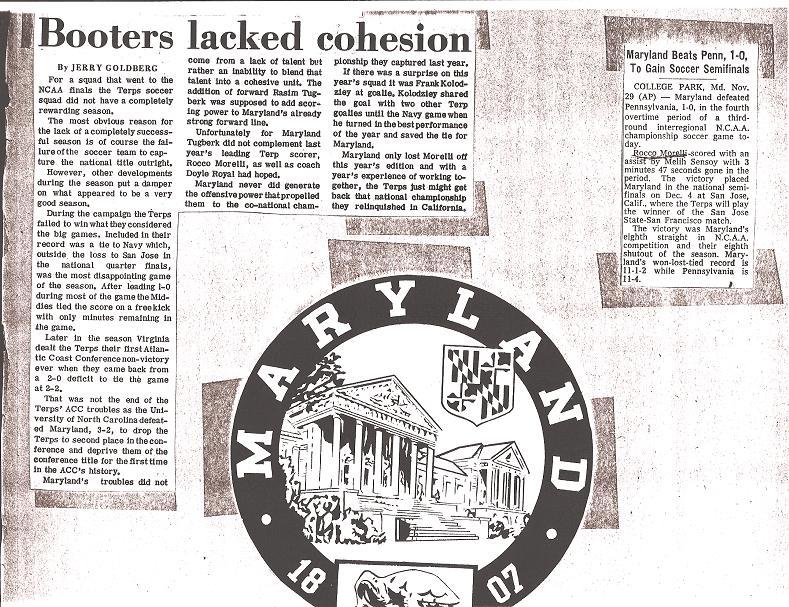 Booters lacked cohesion
By JERRY GOLDBERG
For a squad that went to the
NCAA finals the Terps soccer
squad did not have a completely
rewarding season.
The most obvious reason for
the lack of a completely success-
ful season is of course the fai-
lure of the soccer team to cap-
ture the national title outright.
However, other developments
during the season put a damper
on what appeared to be a very
good season.
During the campaign the Terps
failed to win what they considered
the big games. Included in their
record was a tie to Navy which,
outside the loss to San Jose in
the national quarter finals,
was the most disappointing game
of the season. After leading 1-0
during most of the game the Mid-
dies tied the score on a free kick
with only minutes remaining in
the game.
Later in the season Virginia
dealt the Terps their first Atlan-
tic Coast Conference non-victory
ever when they came back from
a 2-0 deficit to tie the game
at 2-2.
That was not the end of the
Terps' ACC troubles as the Uni-
versity of North Carolina defeat-
ed Maryland, 3-2, to drop the
Terps to second place in the con-
ference and deprive them of the
conference title for the first time
in the ACC's history.
Maryland's troubles did not
come from a lack of talent but
rather an inability to blend that
talent into a cohesive unit. The
addition of forward Rasim Tug-
berk was supposed to add scor-
ing power to Maryland's already
strong forward line.
Unfortunately for Maryland
Tugberk did not complement last
year's leading Terp scorer,
Rocco Morelli, as well as coach
Doyle Royal had hoped.
Maryland never did generate
the offensive power that propelled
them to the co-national cham-
pionship they captured last year.
If there was a surprise on this
year's squad it was Frank Kolod-
ziey at goalie. Kolodziey shared
the goal with two other Terp
goalies until the Navy game when
he turned in the best performance
of the year and saved the tie for
Maryland.
Maryland only lost Morelli off
this year's edition and with a
year's experience of working to-
gether, the Terps just might get
back that national championship
they relinquished in California.
Maryland Beats Penn, 1-0,
To Gain Soccer Semifinals
COLLEGE PARK, Md. Nov.
29 (AP) — Maryland defeated
Pennsylvania, 1-0, in the fourth
overtime period of a third-
round interregional N.C.A.A.
championship soccer game to-
day.
Rocco Morelli scored with an
assist by Melih Sensoy with 3
minutes 47 seconds gone in the
period. The victory placed
Maryland in the national semi-
finals on Dec. 4 at San Jose,
Calif., where the Terps will play
the winner of the San Jose
State-San Francisco match.
The victory was Maryland's
eighth straight in N.C.A.A.
competition and their eighth
shutout of the season. Mary-
land's won-lost-tied record is
11-1-2 while Pennsylvania is
11-4.
MARYLAND
18 07